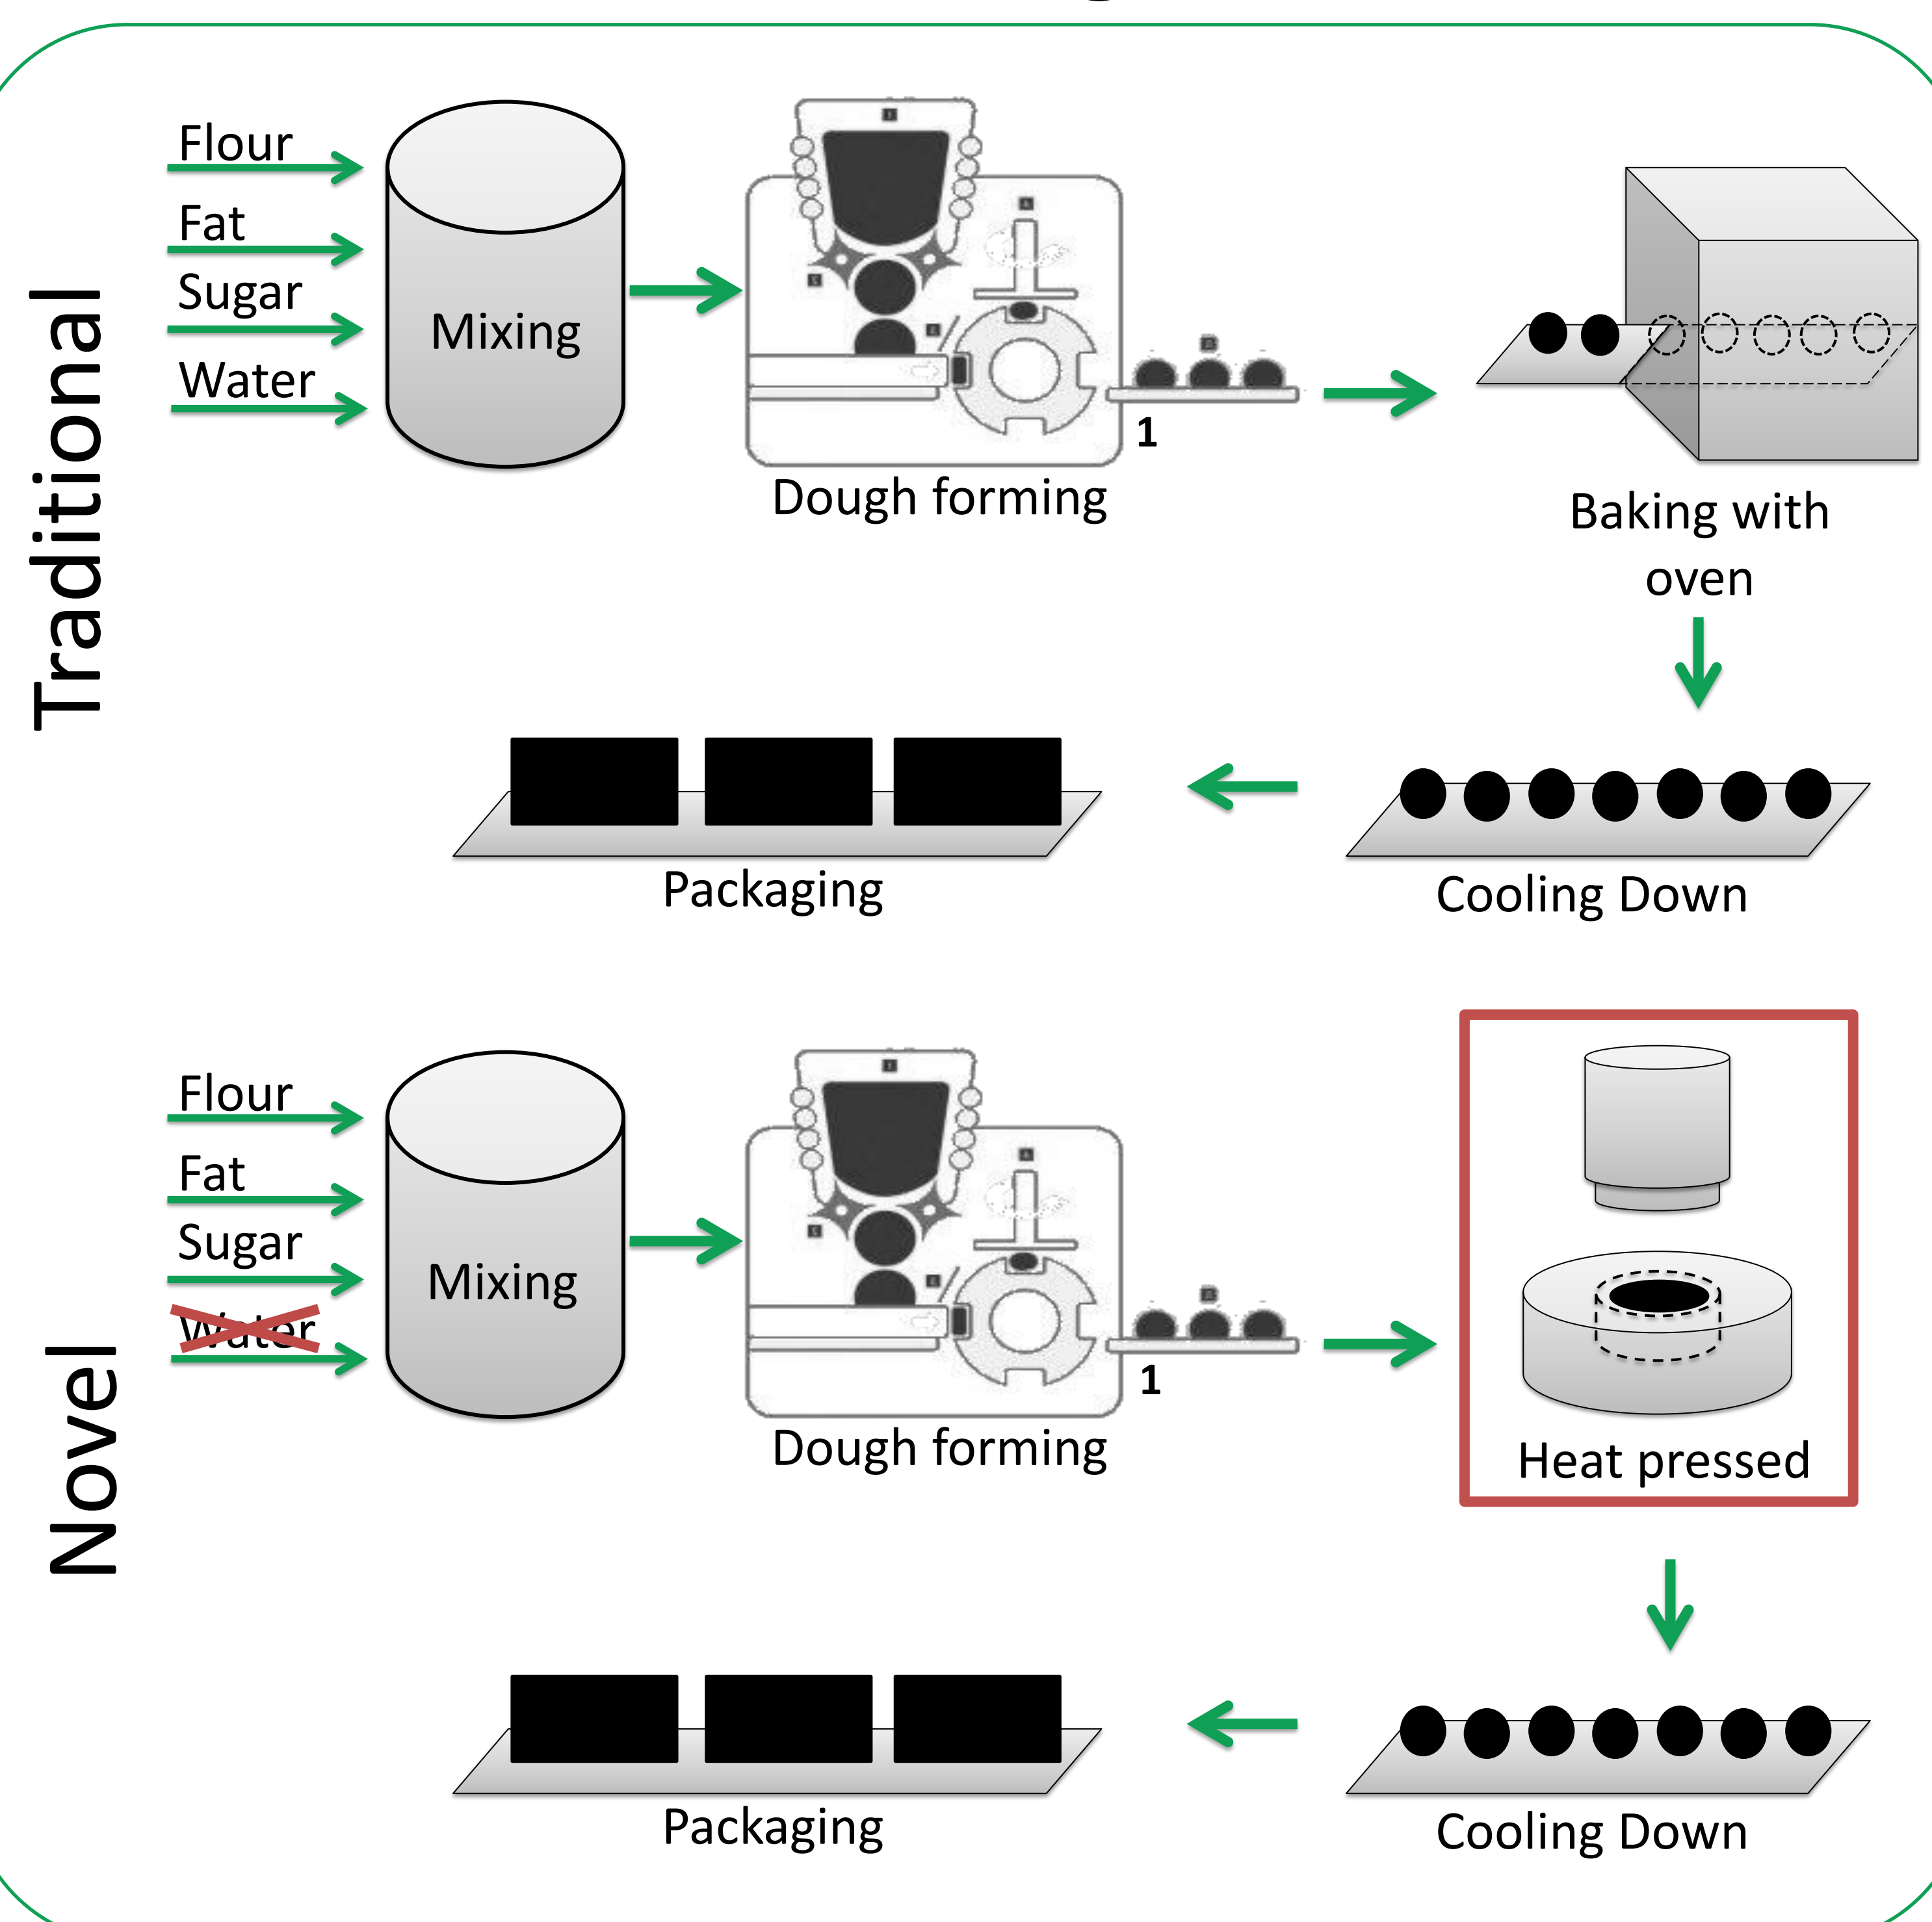 Traditional
Flour
Fat
Sugar
Water
Mixing
1
Dough forming
Baking with
oven
Packaging
Cooling Down
Novel
Flour
Fat
Sugar
Water
Mixing
1
Dough forming
Heat pressed
Packaging
Cooling Down